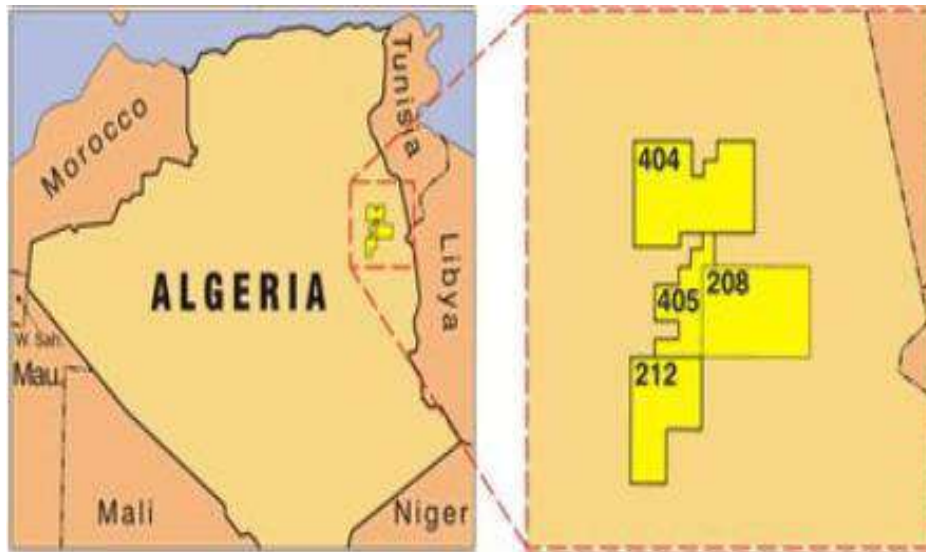 Tunisia
Morocco
Libya
ALGERIA
W. Sah.
Mau.
Mali
Niger
404
208
405
212